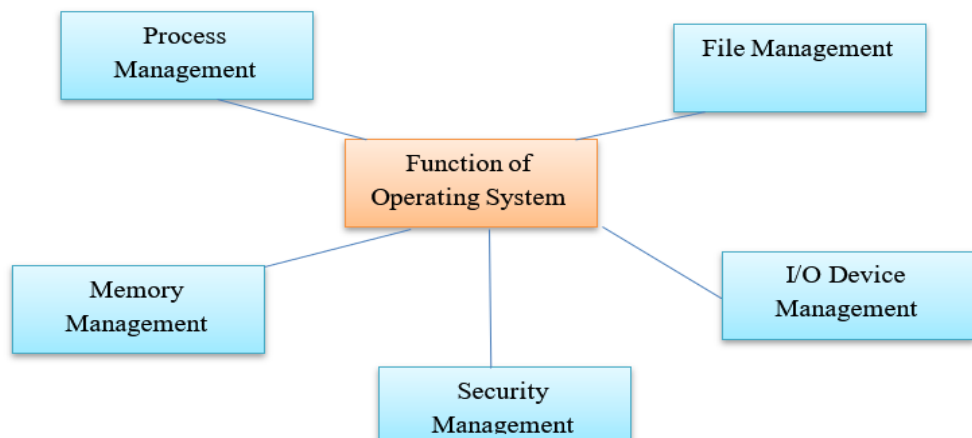 Process
Management
File Management
Function of
Operating System
Memory
Management
I/O Device
Management
Security
Management